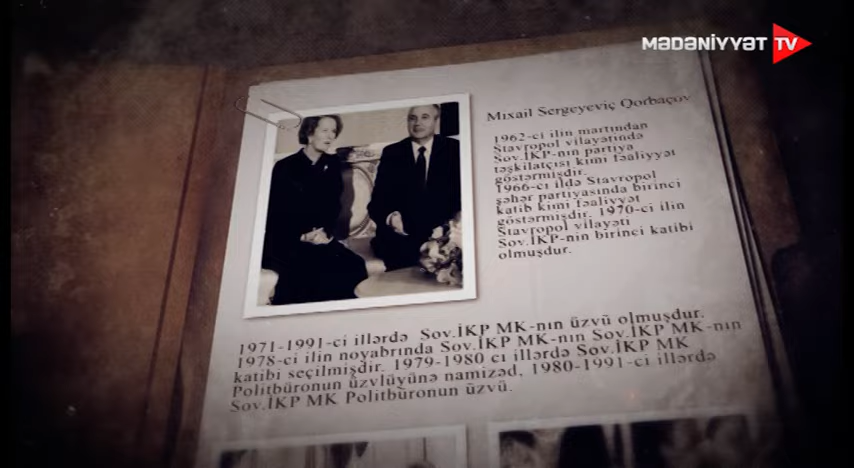 MƏDƏNİYYƏT TV
Mıxail Sergeyeviç Qorbaçov
1962-ci ilin martından
Stavropol vilayətində
Sov.İKP-nın partiya
təşkilatçısı kimi fəaliyyət
göstərmişdir.
1966-cı ildə Stavropol
şəhər partiyasında birinci
katib kimi fəaliyyət
göstərmişdir. 1970-ci ilin
Stavropol vilayəti
Sov.İKP-nin birinci katibi
olmuşdur.
1971-1991-ci illərdə Sov.İKP MK-nın üzvü olmuşdur.
1978-ci ilin noyabrında Sov.İKP MK-nın Sov.İKP MK-nın
katibi seçilmişdir. 1979-1980 cı illərdə Sov.İKP MK
Politbüronun üzvlüyünə namizəd, 1980-1991-ci illərdə
Sov.İKP MK Politbüronun üzvü.